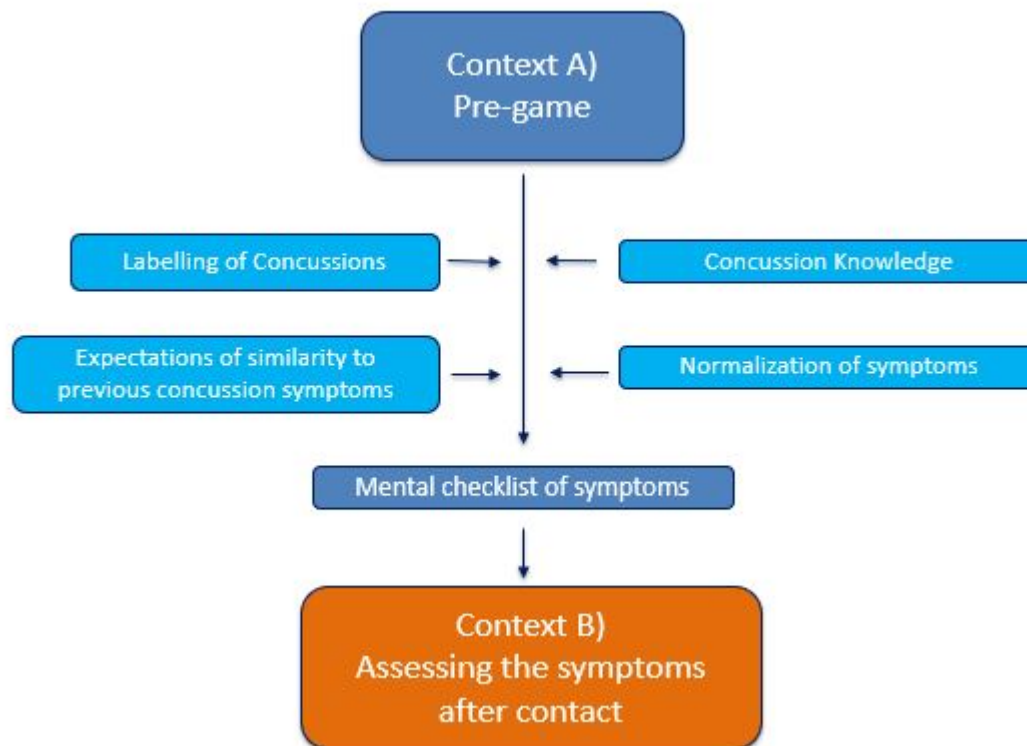 Context A)
Pre-game
Labelling of Concussions
Concussion Knowledge
Expectations of similarity to
previous concussion symptoms
Normalization of symptoms
Mental checklist of symptoms
Context B)
Assessing the symptoms
after contact